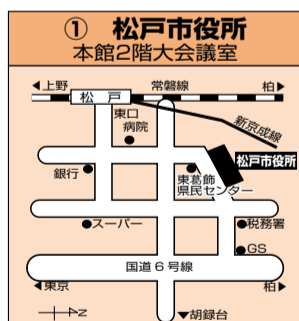 ① 松戸市役所
本館2階大会議室
◀上野 常磐線 柏▶
松戸
新京成線
東口
病院
松戸市役所
銀行
東葛飾
県民センター
スーパー
税務署
GS
国道6号線
◀東京 柏▶
▼胡録台
N